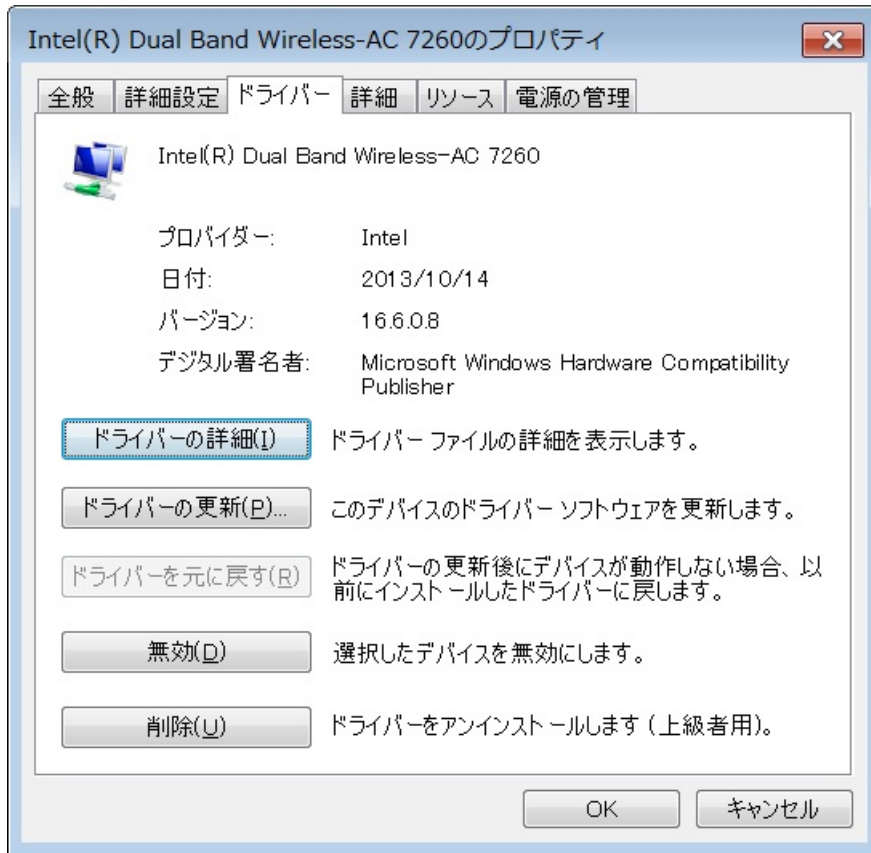 Intel(R) Dual Band Wireless-AC 7260のプロパティ
全般 詳細設定 ドライバー 詳細 リソース 電源の管理
Intel(R) Dual Band Wireless-AC 7260
プロバイダー: Intel
日付: 2013/10/14
バージョン: 16.6.0.8
デジタル署名者: Microsoft Windows Hardware Compatibility
Publisher
ドライバーの詳細(I) ドライバー ファイルの詳細を表示します。
ドライバーの更新(P)... このデバイスのドライバー ソフトウェアを更新します。
ドライバーを元に戻す(R) ドライバーの更新後にデバイスが動作しない場合、以
前にインストールしたドライバーに戻します。
無効(D) 選択したデバイスを無効にします。
削除(U) ドライバーをアンインストールします (上級者用)。
OK キャンセル